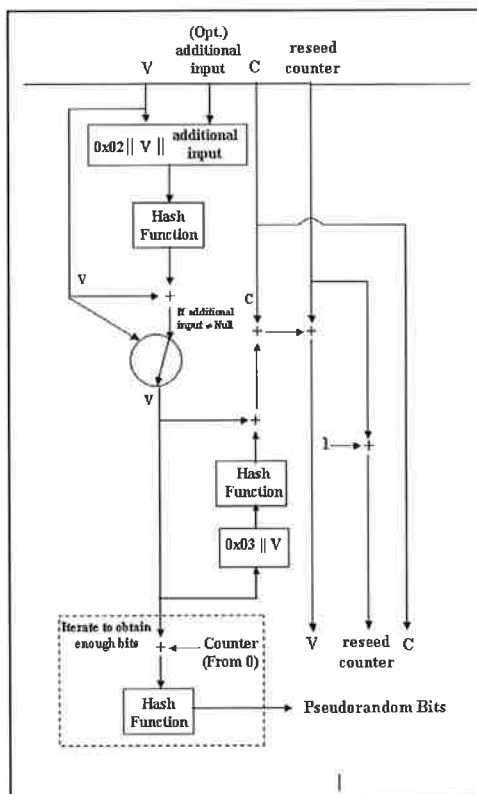 (Opt.)
additional
input
V
C
reseed
counter
0x02 || V || additional
input
Hash
Function
V
+
If additional
input ≠ Null
C
+
+
V
+
1
+
Hash
Function
0x03 || V
Iterate to obtain
enough bits
+
Counter
(From 0)
V
reseed
counter
C
Hash
Function
Pseudorandom Bits